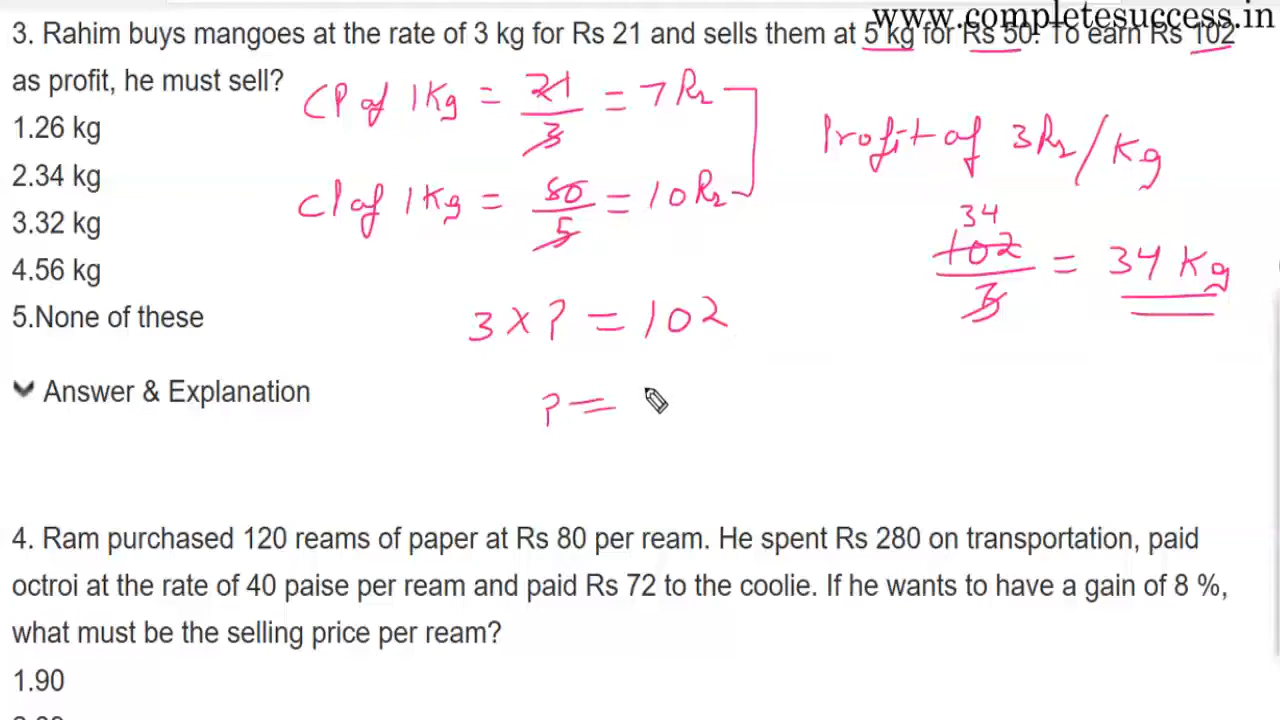 www.completesuccess.in
3. Rahim buys mangoes at the rate of 3 kg for Rs 21 and sells them at 5 kg for Rs 50. To earn Rs 102
as profit, he must sell?
CP of 1Kg = 21/3 = 7 Rs
Profit of 3Rs/Kg
1.26 kg
2.34 kg
CP of 1Kg = 50/5 = 10 Rs
34
102/3 = 34 Kg
3.32 kg
4.56 kg
5.None of these
3 x ? = 102
Answer & Explanation
? =
4. Ram purchased 120 reams of paper at Rs 80 per ream. He spent Rs 280 on transportation, paid
octroi at the rate of 40 paise per ream and paid Rs 72 to the coolie. If he wants to have a gain of 8 %,
what must be the selling price per ream?
1.90